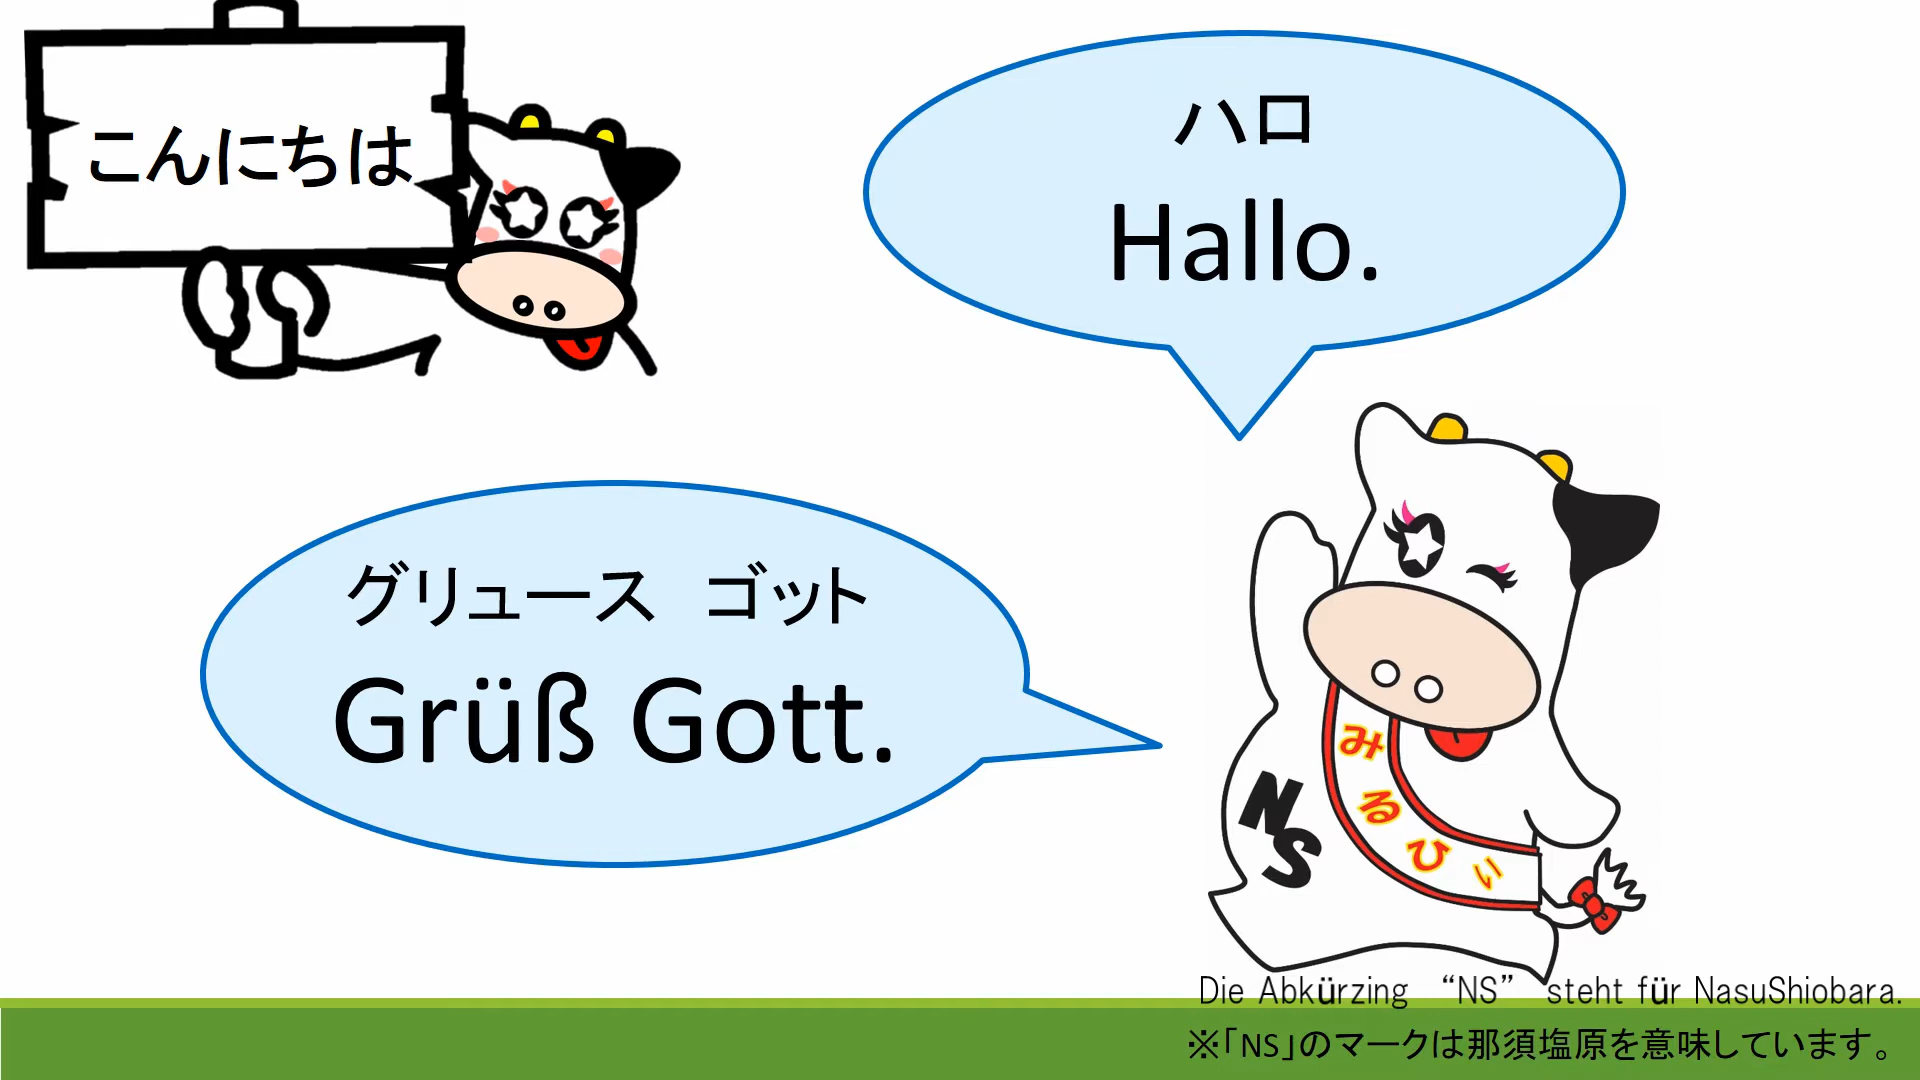 こんにちは
ハロ
Hallo.
グリュース　ゴット
Grüß Gott.
みるひぃ
NS
Die Abkürzing “NS” steht für NasuShiobara.
※「NS」のマークは那須塩原を意味しています。